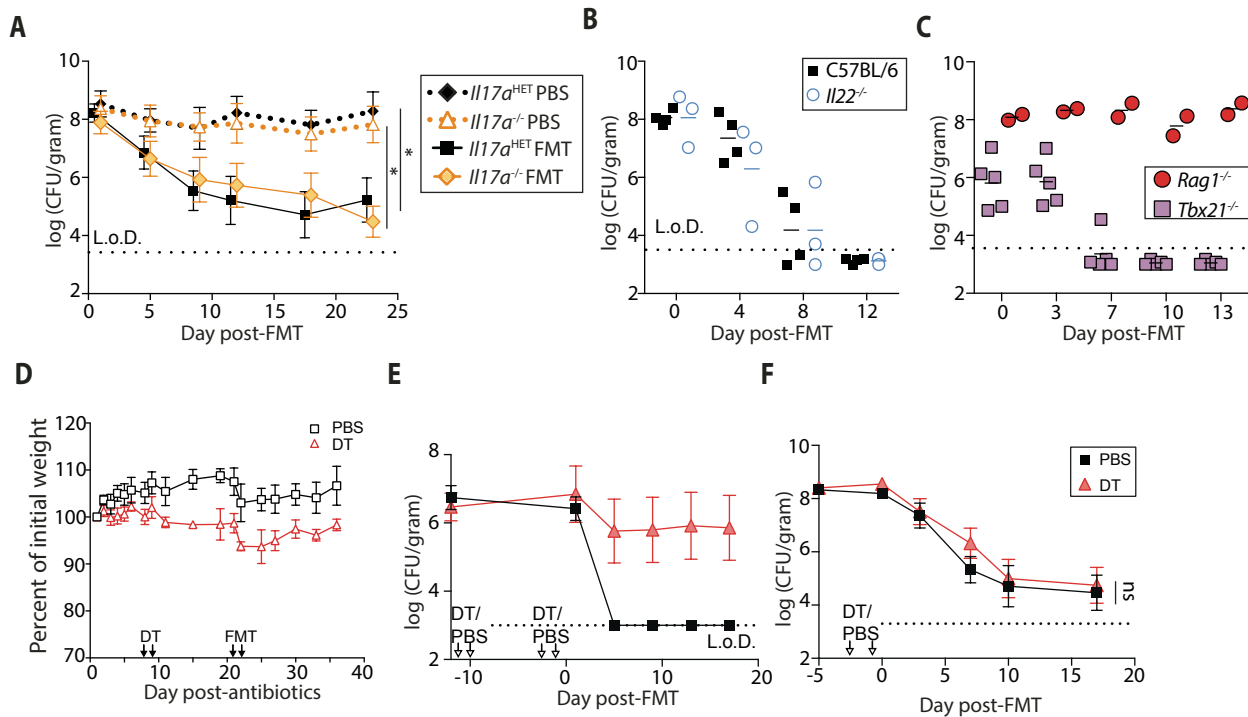 A
10
8
6
4
2
log (CFU/gram)
L.o.D.
0
5
10
15
20
25
Day post-FMT
*
*
Il17aHET PBS
Il17a-/- PBS
Il17aHET FMT
Il17a-/- FMT
B
10
8
6
4
2
log (CFU/gram)
L.o.D.
0
4
8
12
Day post-FMT
C57BL/6
Il22-/-
C
10
8
6
4
2
log (CFU/gram)
0
3
7
10
13
Day post-FMT
Rag1-/-
Tbx21-/-
D
120
110
100
90
80
70
Percent of initial weight
PBS
DT
DT
FMT
0
10
20
30
40
Day post-antibiotics
E
8
6
4
2
log (CFU/gram)
DT/
PBS
DT/
PBS
L.o.D.
-10
0
10
20
Day post-FMT
F
10
8
6
4
2
log (CFU/gram)
DT/
PBS
ns
PBS
DT
-5
0
5
10
15
20
Day post-FMT